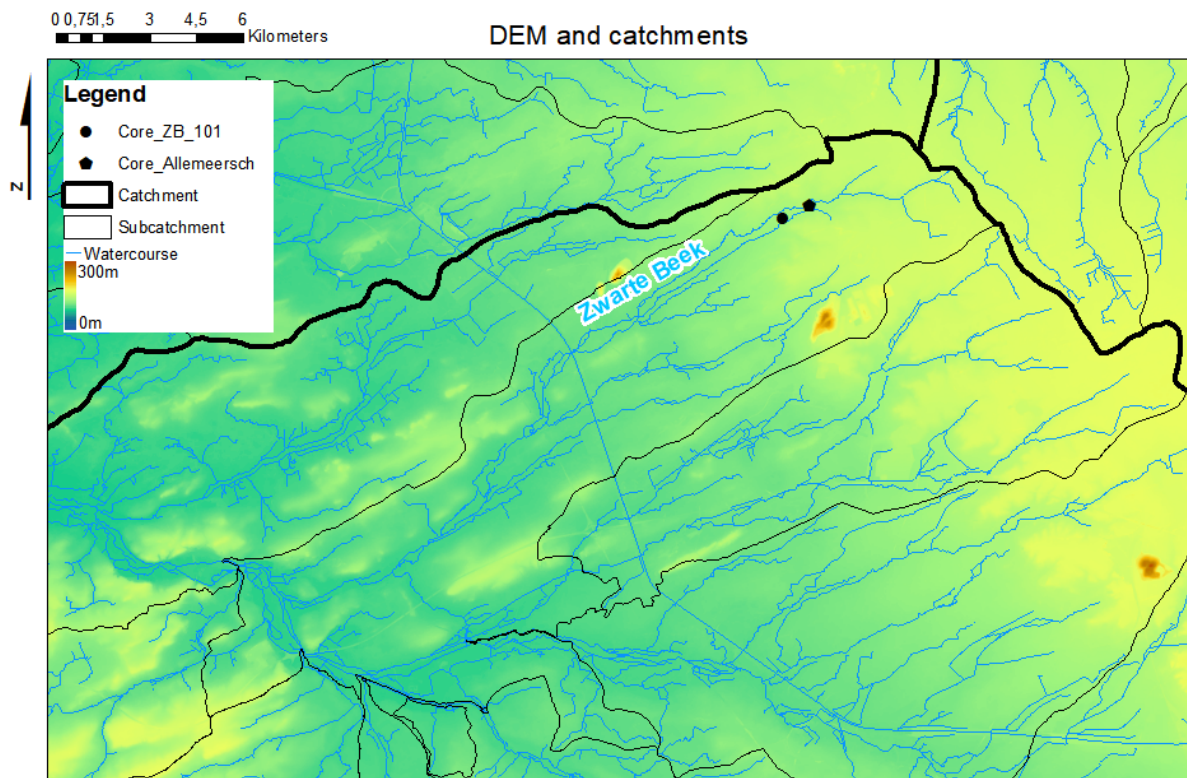 0 0,75 1,5 3 4,5 6
Kilometers
DEM and catchments
Legend
Core_ZB_101
Core_Allemeersch
Catchment
Subcatchment
Watercourse
300m
0m
N
Zwarte Beek